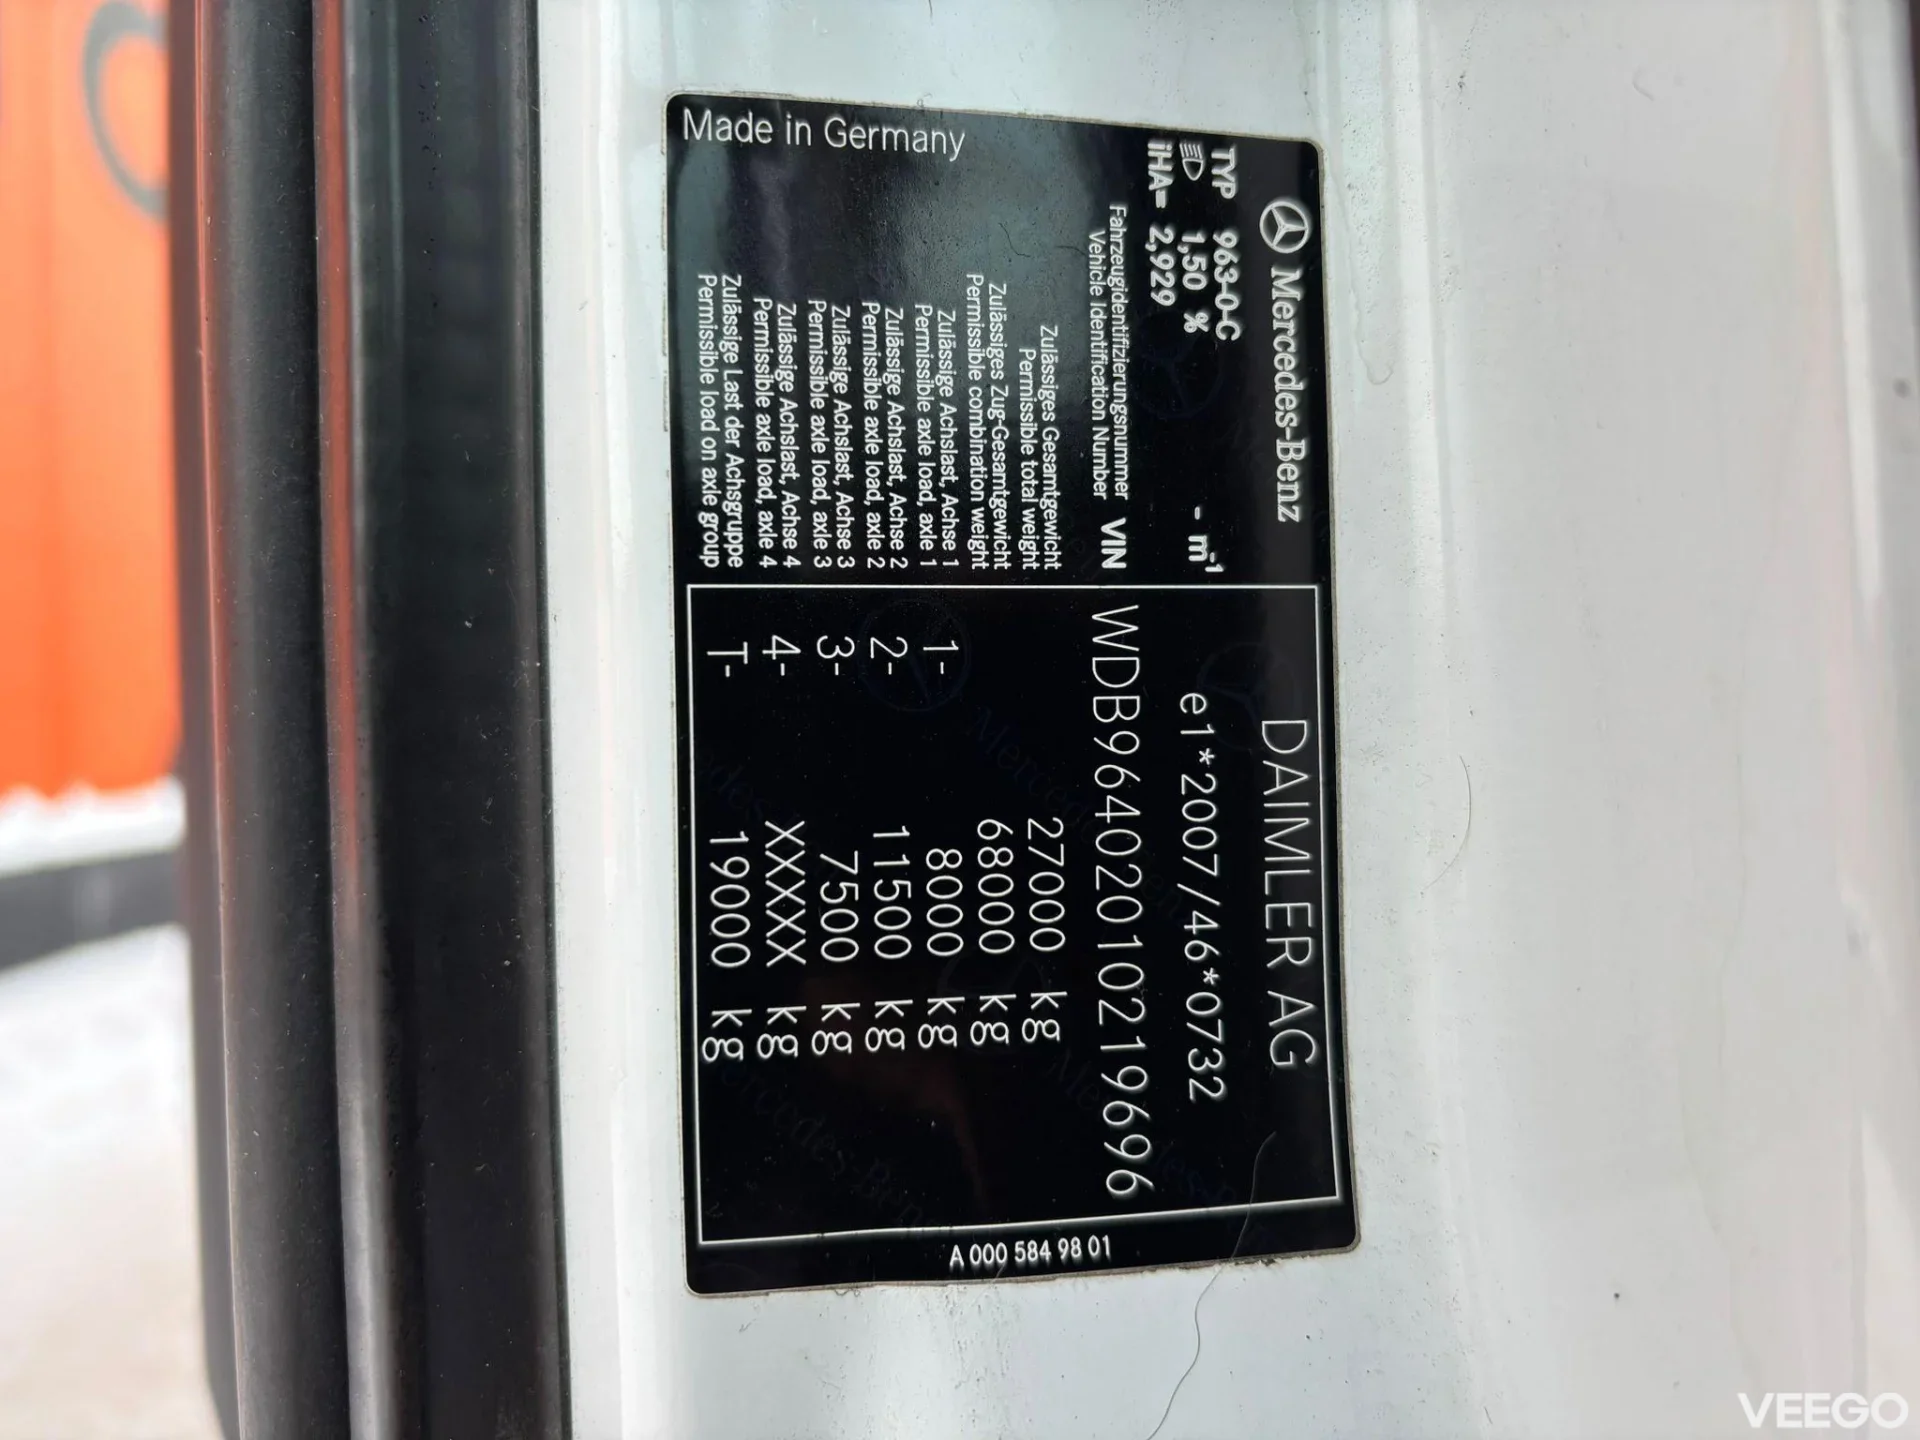 Mercedes-Benz
TYP 963-0-C
1,50 % - m-1
iHA= 2,929
Fahrzeugidentifizierungsnummer
Vehicle Identification Number VIN
Zulässiges Gesamtgewicht
Permissible total weight
Zulässiges Zug-Gesamtgewicht
Permissible combination weight
Zulässige Achslast, Achse 1
Permissible axle load, axle 1
Zulässige Achslast, Achse 2
Permissible axle load, axle 2
Zulässige Achslast, Achse 3
Permissible axle load, axle 3
Zulässige Achslast, Achse 4
Permissible axle load, axle 4
Zulässige Last der Achsgruppe
Permissible load on axle group
Made in Germany
DAIMLER AG
e1*2007/46*0732
WDB9640201021969​6
27000 kg
68000 kg
1- 8000 kg
2- 11500 kg
3- 7500 kg
4- XXXXX kg
T- 19000 kg
A 000 584 98 01
VEEGO